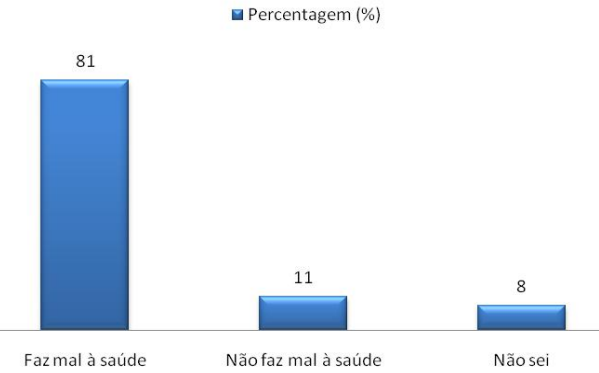 Percentagem (%)
81
11
8
Faz mal à saúde
Não faz mal à saúde
Não sei